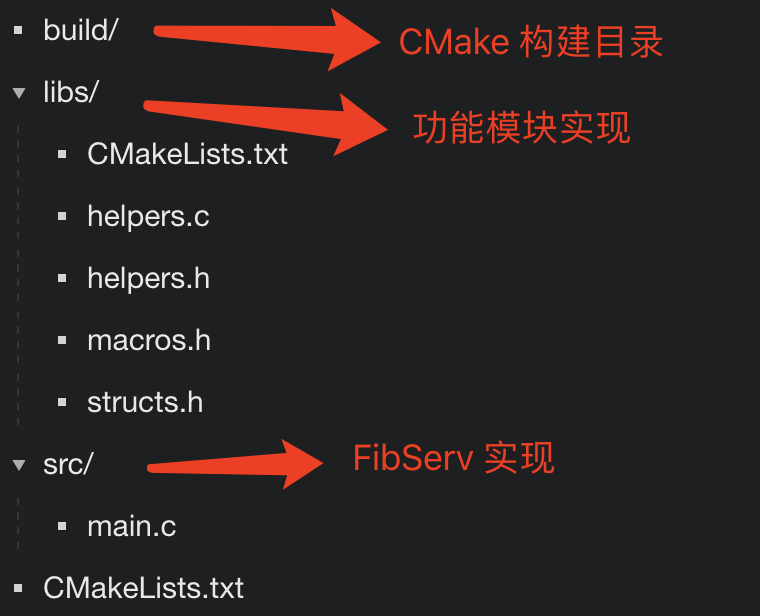 build/
CMake 构建目录
libs/
功能模块实现
CMakeLists.txt
helpers.c
helpers.h
macros.h
structs.h
src/
FibServ 实现
main.c
CMakeLists.txt